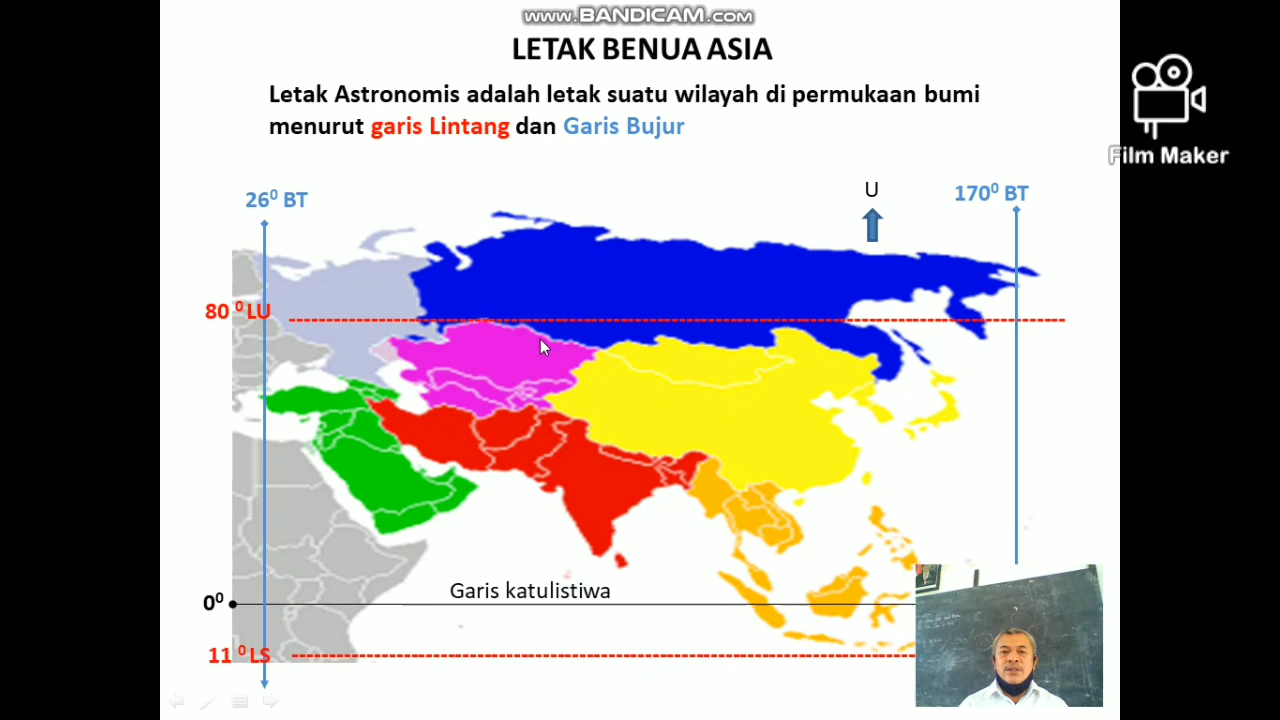 www.BANDICAM.com
LETAK BENUA ASIA
Letak Astronomis adalah letak suatu wilayah di permukaan bumi
menurut garis Lintang dan Garis Bujur
Film Maker
26⁰ BT
U
170⁰ BT
80 ⁰ LU
Garis katulistiwa
0⁰
11 ⁰ LS